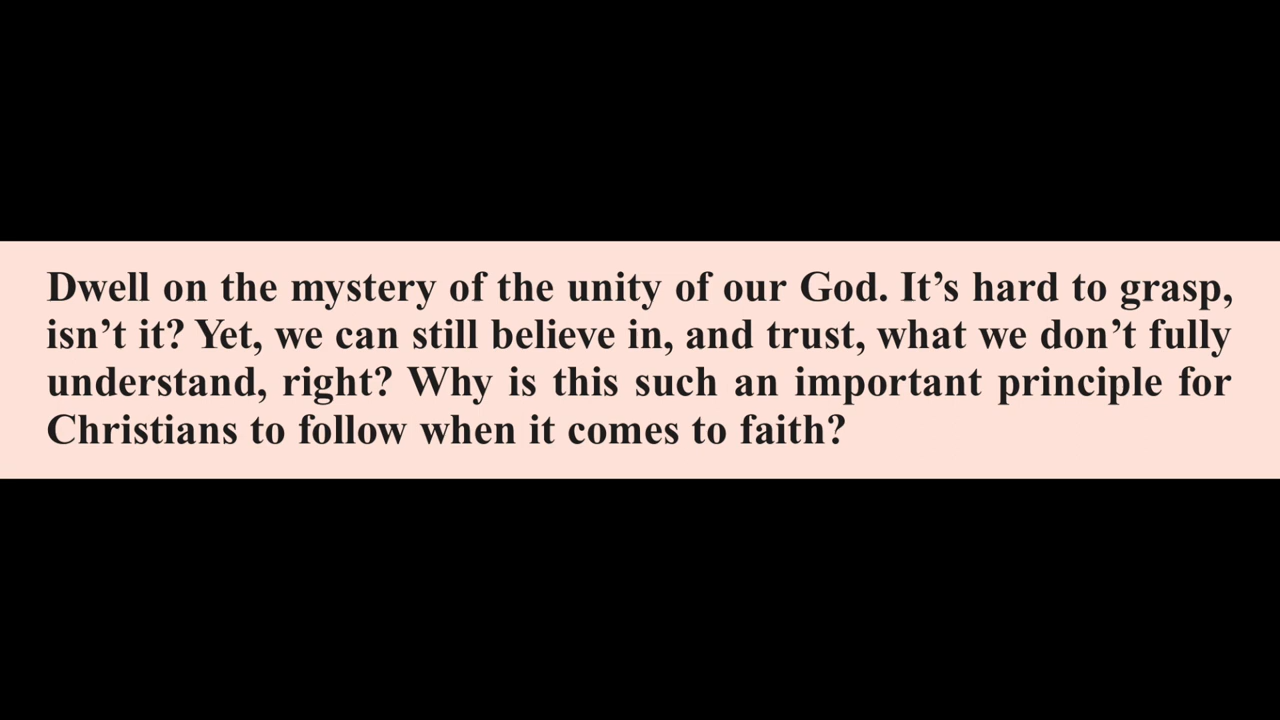 Dwell on the mystery of the unity of our God. It’s hard to grasp,
isn’t it? Yet, we can still believe in, and trust, what we don’t fully
understand, right? Why is this such an important principle for
Christians to follow when it comes to faith?